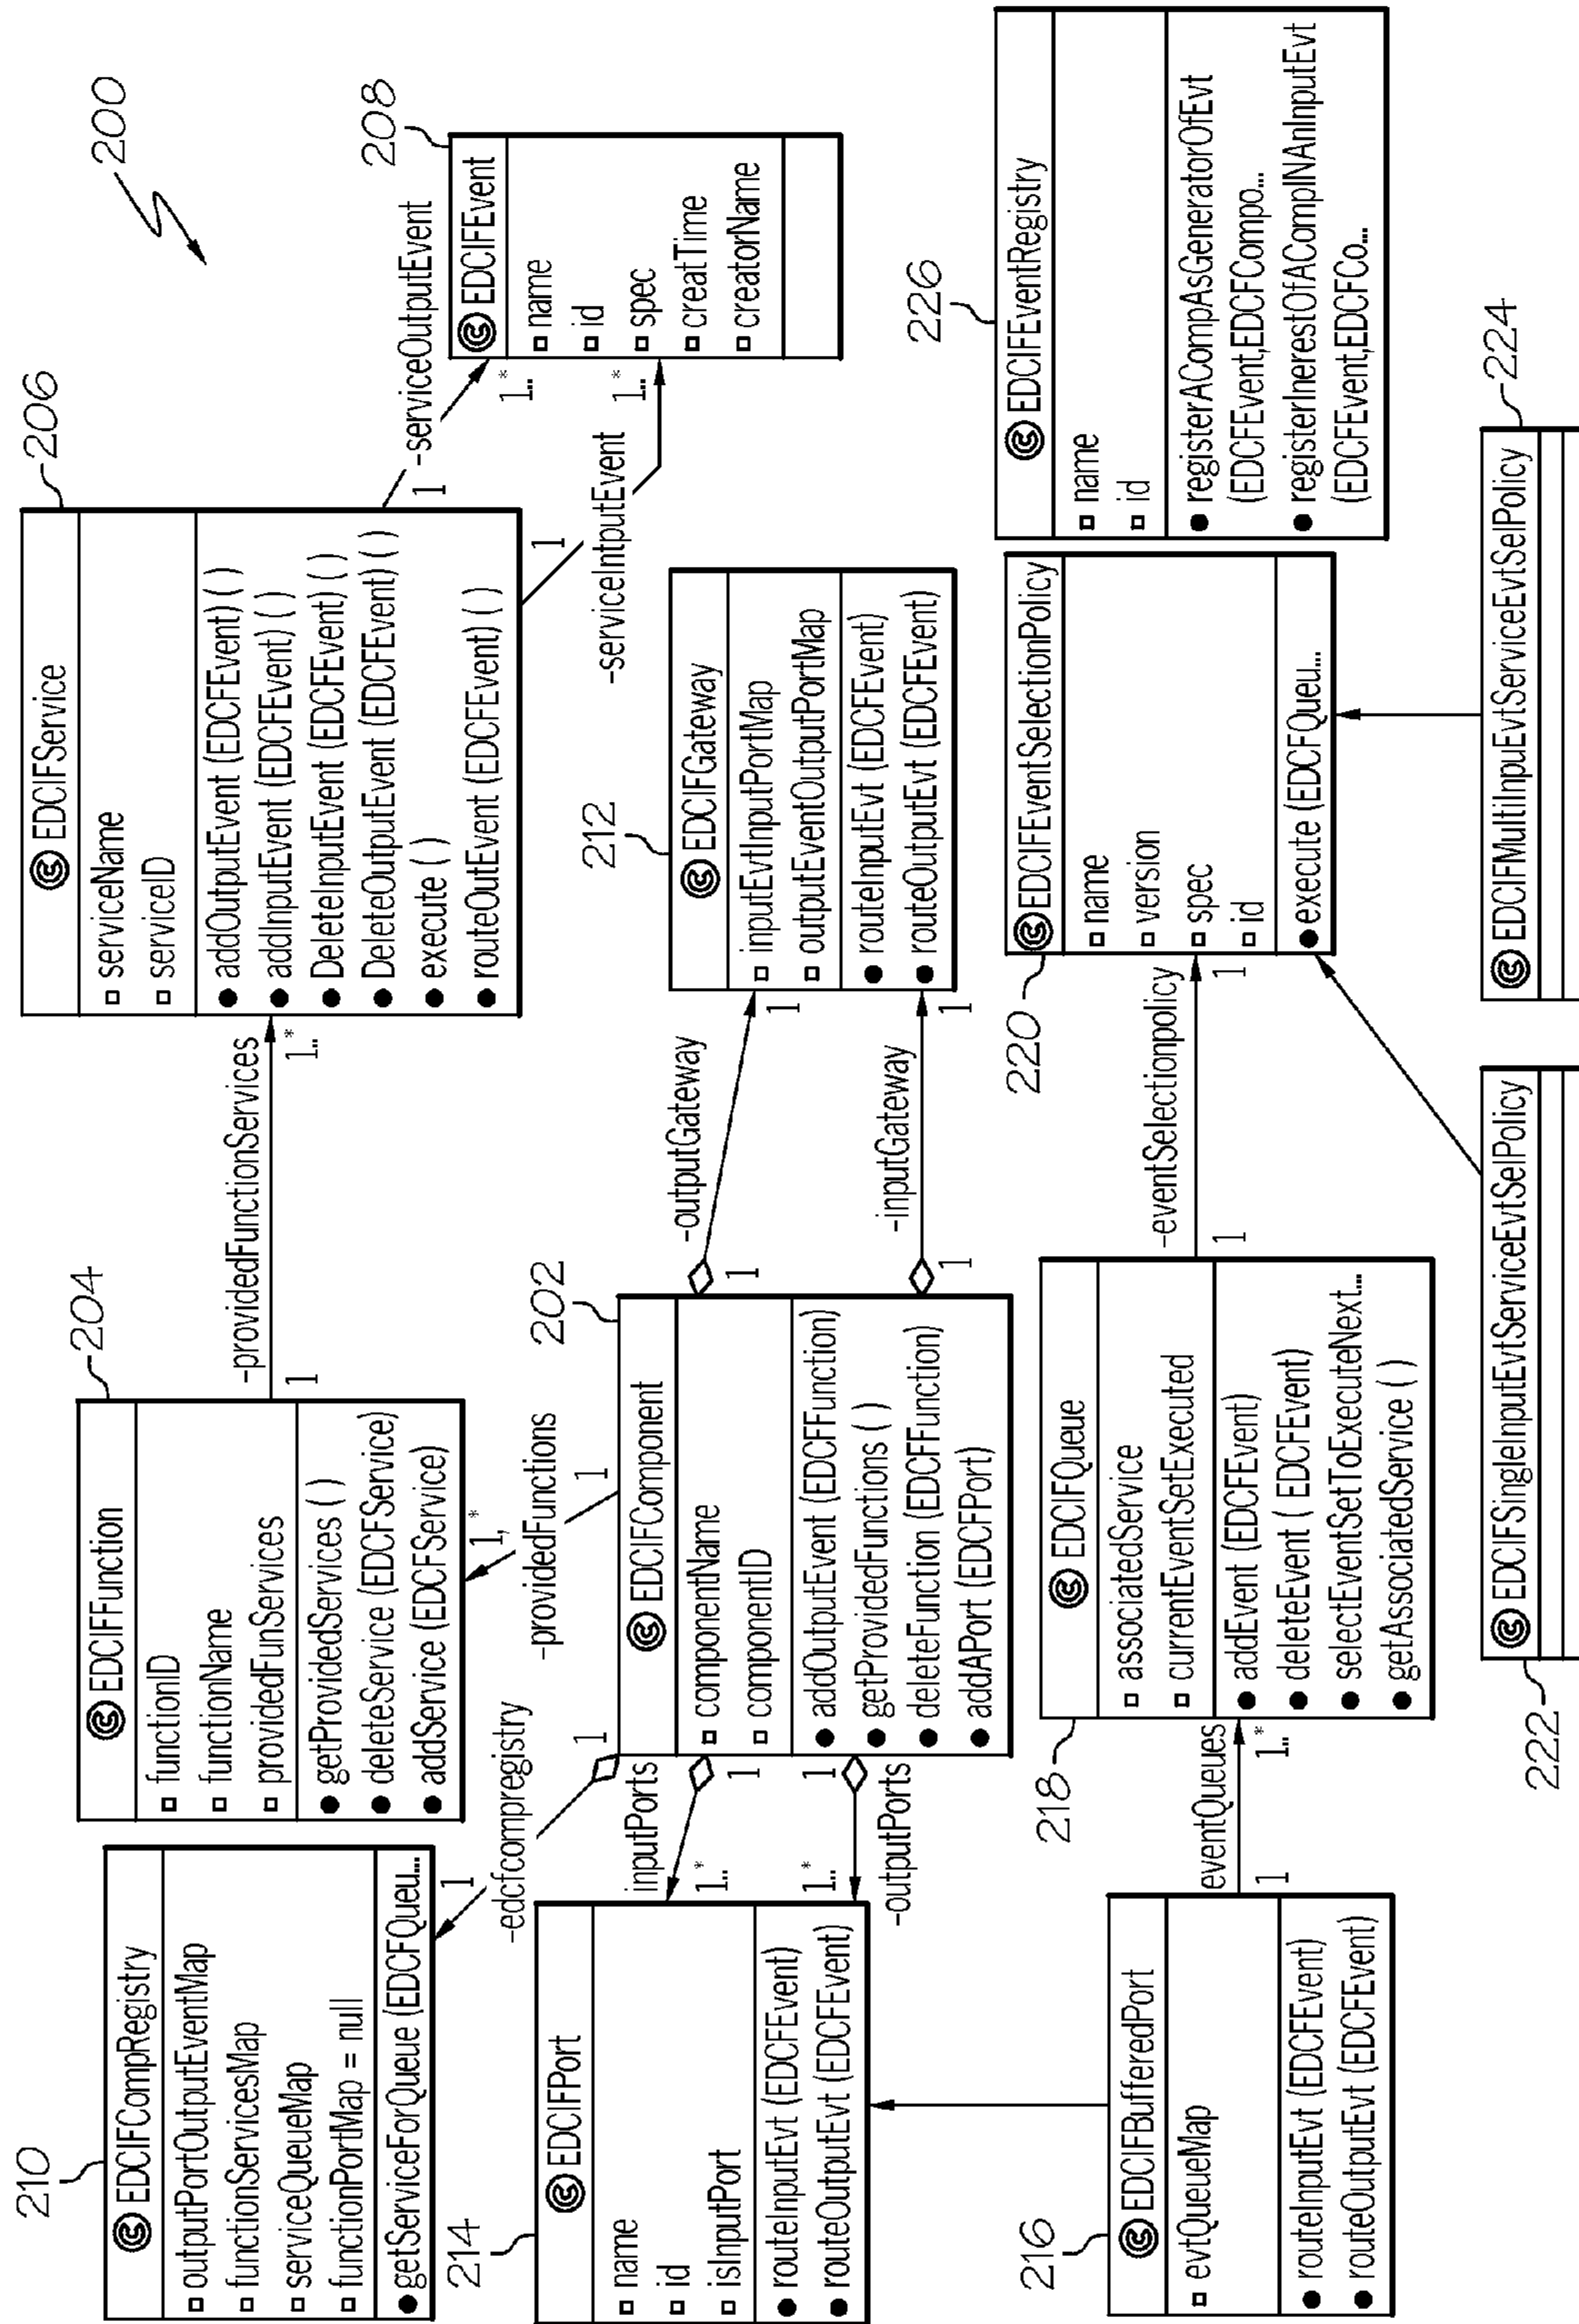 200
210
EDCIFCompRegistry
outputPortOutputEventMap
functionServicesMap
serviceQueueMap
functionPortMap = null
getServiceForQueue (EDCFQueu...
204
EDCIFFunction
functionID
functionName
providedFunServices
getProvidedServices ( )
deleteService (EDCFService)
addService (EDCFService)
-providedFunctionServices
1
1..*
206
EDCIFService
serviceName
serviceID
addOutputEvent (EDCFEvent) ( )
addInputEvent (EDCFEvent) ( )
DeleteInputEvent (EDCFEvent) ( )
DeleteOutputEvent (EDCFEvent) ( )
execute ( )
routeOutEvent (EDCFEvent) ( )
-serviceOutputEvent
1
1..*
-serviceIntputEvent
1
1..*
208
EDCIFEvent
name
id
spec
creatTime
creatorName
-edcfcompregistry
1
1
-providedFunctions
1
1,*
214
EDCIFPort
name
id
isInputPort
routeInputEvt (EDCFEvent)
routeOutputEvt (EDCFEvent)
inputPorts
1..*
1
1..*
1
-outputPorts
202
EDCIFComponent
componentName
componentID
addOutputEvent (EDCFFunction)
getProvidedFunctions ( )
deleteFunction (EDCFFunction)
addAPort (EDCFPort)
-outputGateway
1
1
-inputGateway
1
1
212
EDCIFGateway
inputEvtInputPortMap
outputEventOutputPortMap
routeInputEvt (EDCFEvent)
routeOutputEvt (EDCFEvent)
216
EDCIFBufferedPort
evtQueueMap
routeInputEvt (EDCFEvent)
routeOutputEvt (EDCFEvent)
eventQueues
1
1..*
218
EDCIFQueue
associatedService
currentEventSetExecuted
addEvent (EDCFEvent)
deleteEvent ( EDCFEvent)
selectEventSetToExecuteNext...
getAssociatedService ( )
-eventSelectionpolicy
1
1
220
EDCIFEventSelectionPolicy
name
version
spec
id
execute (EDCFQueu...
226
EDCIFEventRegistry
name
id
registerACompAsGeneratorOfEvt
(EDCFEvent,EDCFCompo...
registerInerestOfACompINAnInputEvt
(EDCFEvent,EDCFCo...
222
EDCIFSingleInputEvtServiceEvtSelPolicy
224
EDCIFMultiInputEvtServiceEvtSelPolicy